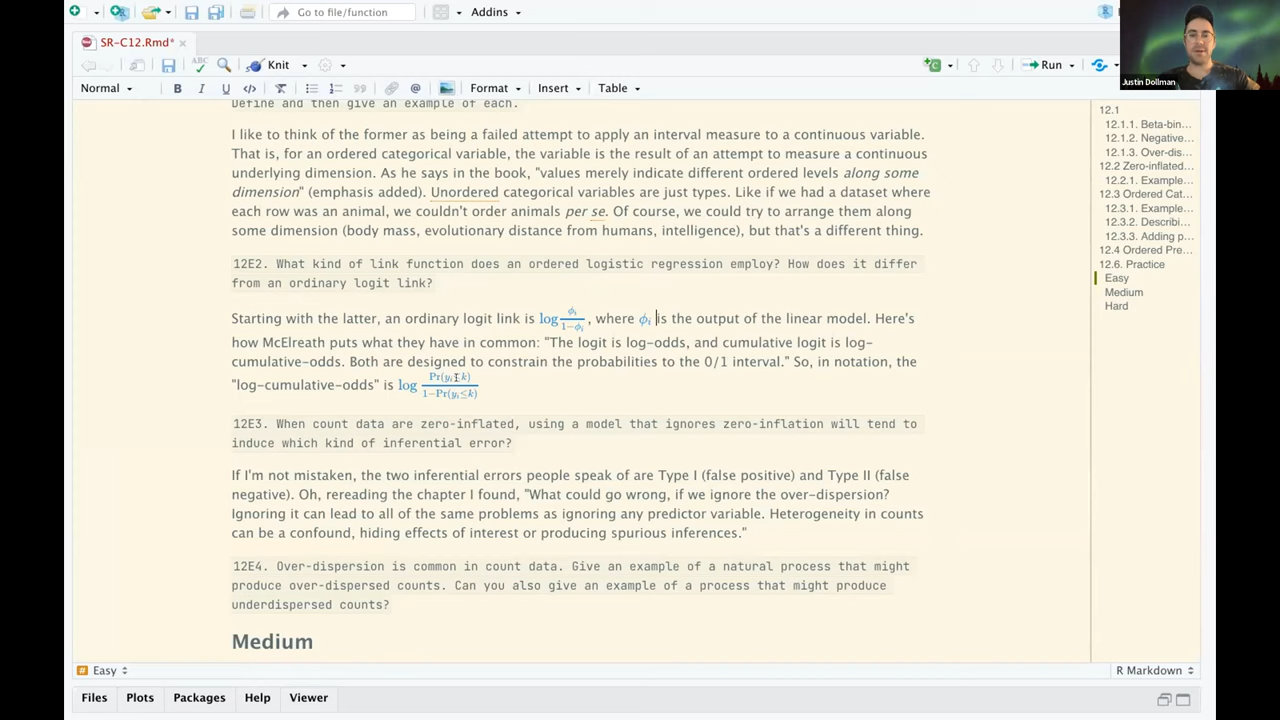 Go to file/function
Addins
SR-C12.Rmd*
Justin Dollman
ABC
Knit
Run
Normal
B I U </>
Format
Insert
Table
Define and then give an example of each.
I like to think of the former as being a failed attempt to apply an interval measure to a continuous variable.
That is, for an ordered categorical variable, the variable is the result of an attempt to measure a continuous
underlying dimension. As he says in the book, "values merely indicate different ordered levels along some
dimension" (emphasis added). Unordered categorical variables are just types. Like if we had a dataset where
each row was an animal, we couldn't order animals per se. Of course, we could try to arrange them along
some dimension (body mass, evolutionary distance from humans, intelligence), but that's a different thing.
12E2. What kind of link function does an ordered logistic regression employ? How does it differ
from an ordinary logit link?
Starting with the latter, an ordinary logit link is log ϕi/1−ϕi , where ϕi is the output of the linear model. Here's
how McElreath puts what they have in common: "The logit is log-odds, and cumulative logit is log-
cumulative-odds. Both are designed to constrain the probabilities to the 0/1 interval." So, in notation, the
"log-cumulative-odds" is log Pr(yi≤k)/1−Pr(yi≤k)
12E3. When count data are zero-inflated, using a model that ignores zero-inflation will tend to
induce which kind of inferential error?
If I'm not mistaken, the two inferential errors people speak of are Type I (false positive) and Type II (false
negative). Oh, rereading the chapter I found, "What could go wrong, if we ignore the over-dispersion?
Ignoring it can lead to all of the same problems as ignoring any predictor variable. Heterogeneity in counts
can be a confound, hiding effects of interest or producing spurious inferences."
12E4. Over-dispersion is common in count data. Give an example of a natural process that might
produce over-dispersed counts. Can you also give an example of a process that might produce
underdispersed counts?
Medium
12.1
12.1.1. Beta-bin...
12.1.2. Negative...
12.1.3. Over-dis...
12.2 Zero-inflated...
12.2.1. Example...
12.3 Ordered Cat...
12.3.1. Example...
12.3.2. Describi...
12.3.3. Adding p...
12.4 Ordered Pre...
12.6. Practice
Easy
Medium
Hard
# Easy
R Markdown
Files
Plots
Packages
Help
Viewer